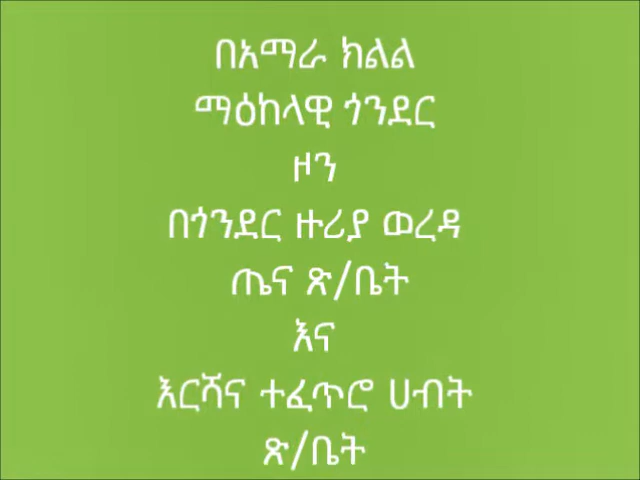 በአማራ ክልል
ማዕከላዊ ጎንደር
ዞን
በጎንደር ዙሪያ ወረዳ
ጤና ጽ/ቤት
እና
እርሻና ተፈጥሮ ሀብት
ጽ/ቤት